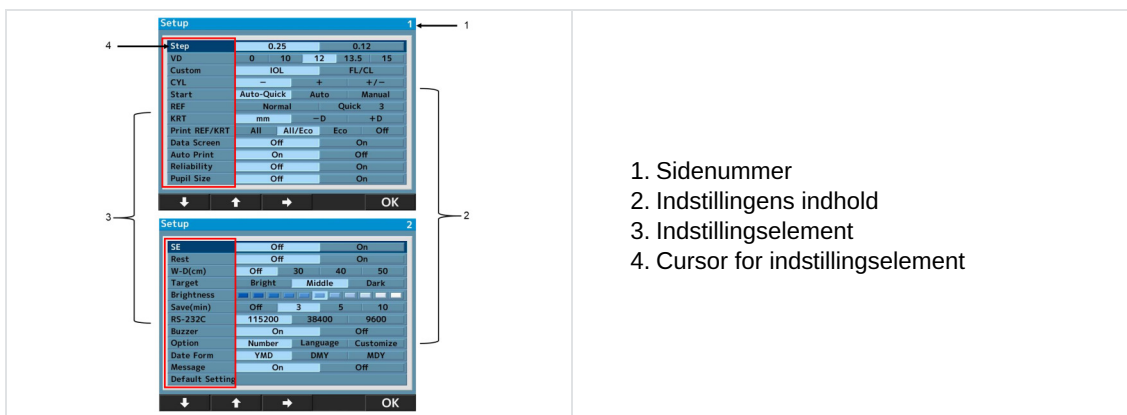 Setup 1
1
4
Step 0.25 0.12
VD 0 10 12 13.5 15
Custom IOL FL/CL
CYL − + +/−
Start Auto-Quick Auto Manual
REF Normal Quick 3
KRT mm −D +D
Print REF/KRT All All/Eco Eco Off
Data Screen Off On
Auto Print On Off
Reliability Off On
Pupil Size Off On
OK
3
2
Setup 2
SE Off On
Rest Off On
W-D(cm) Off 30 40 50
Target Bright Middle Dark
Brightness
Save(min) Off 3 5 10
RS-232C 115200 38400 9600
Buzzer On Off
Option Number Language Customize
Date Form YMD DMY MDY
Message On Off
Default Setting
OK
1. Sidenummer
2. Indstillingens indhold
3. Indstillingselement
4. Cursor for indstillingselement